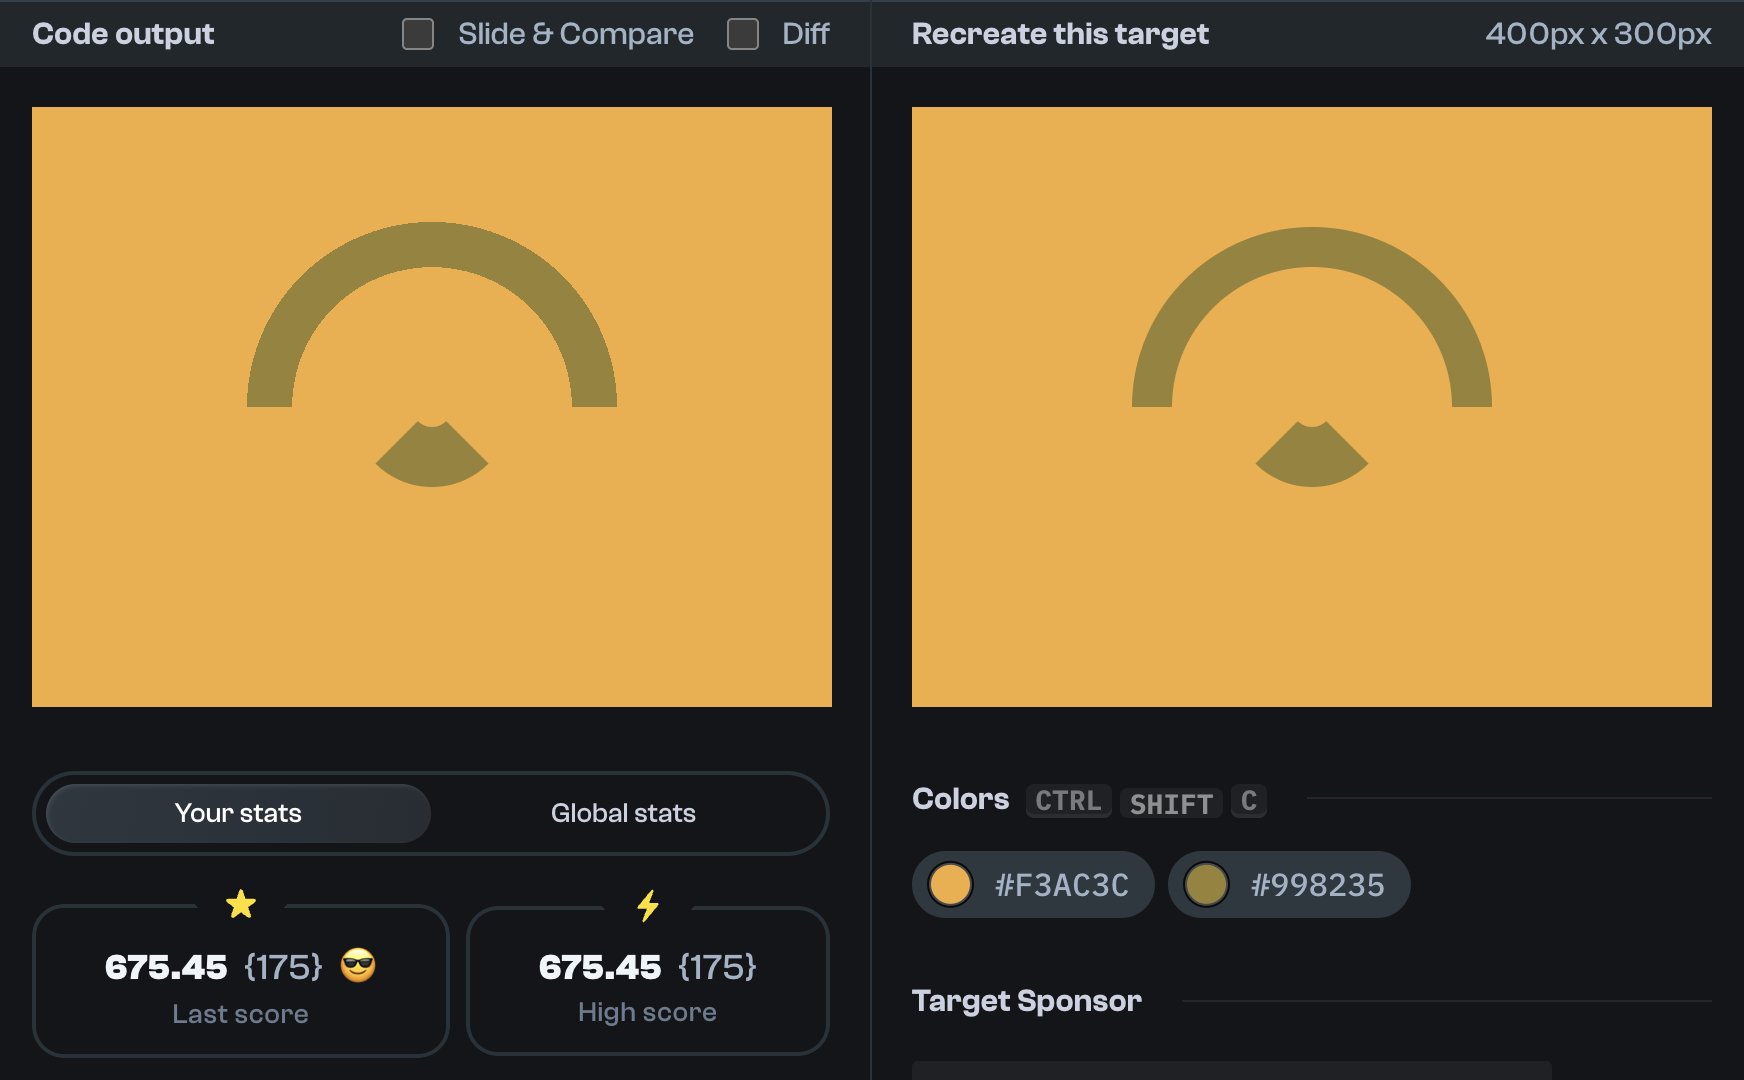 Code output
Slide & Compare
Diff
Recreate this target
400px x 300px
Your stats
Global stats
675.45 {175}
Last score
675.45 {175}
High score
Colors CTRL SHIFT C
#F3AC3C
#998235
Target Sponsor